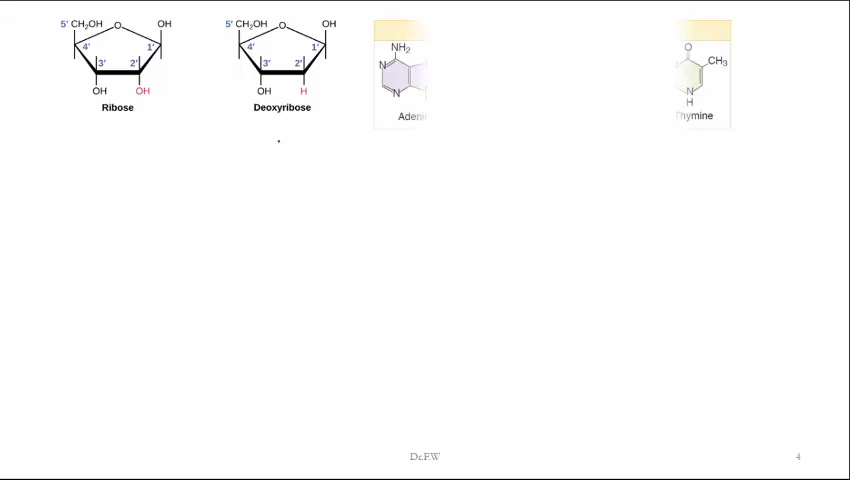 5′ CH2OH O OH
4′ 1′
3′ 2′
OH OH
Ribose
5′ CH2OH O OH
4′ 1′
3′ 2′
OH H
Deoxyribose
NH2
N
N
O
CH3
N
H
Dr.F.W
4